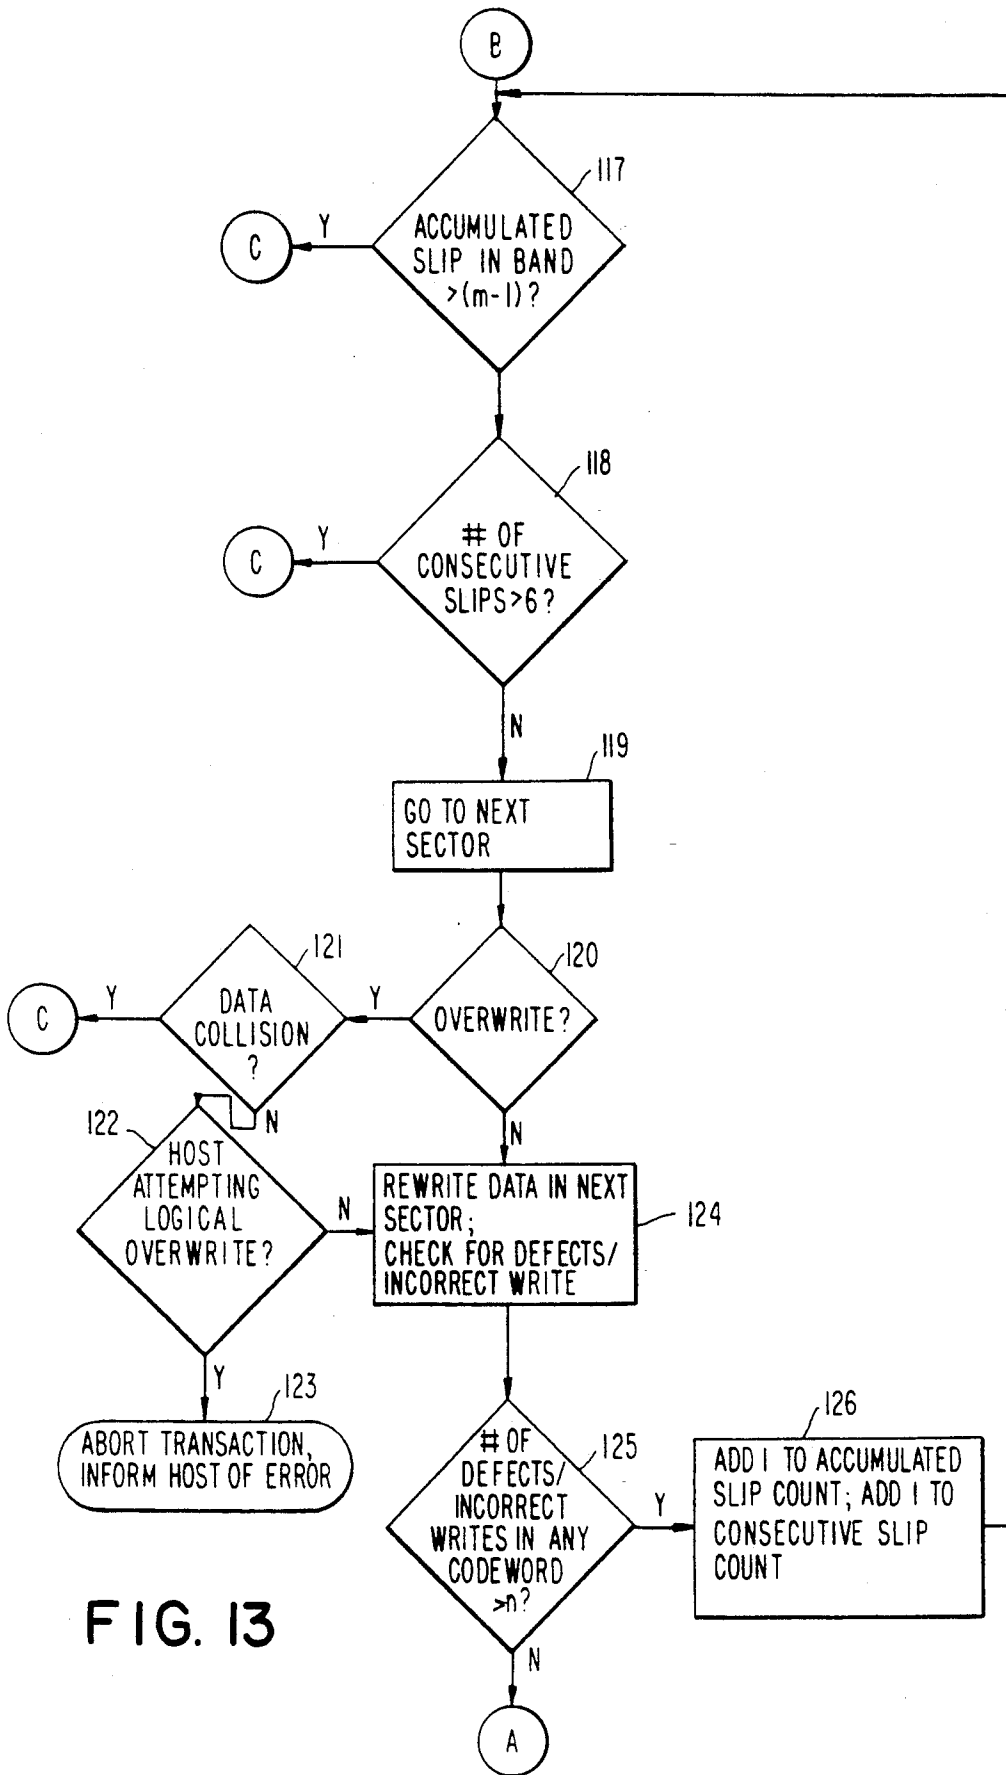 B
117
ACCUMULATED
SLIP IN BAND
>(m-1)?
Y
C
118
# OF
CONSECUTIVE
SLIPS>6?
Y
C
N
119
GO TO NEXT
SECTOR
120
OVERWRITE?
Y
121
DATA
COLLISION
?
Y
C
N
N
122
HOST
ATTEMPTING
LOGICAL
OVERWRITE?
N
REWRITE DATA IN NEXT
SECTOR;
CHECK FOR DEFECTS/
INCORRECT WRITE
124
Y
123
ABORT TRANSACTION,
INFORM HOST OF ERROR
# OF
DEFECTS/
INCORRECT
WRITES IN ANY
CODEWORD
>n?
125
Y
126
ADD 1 TO ACCUMULATED
SLIP COUNT; ADD 1 TO
CONSECUTIVE SLIP
COUNT
N
A
FIG. 13